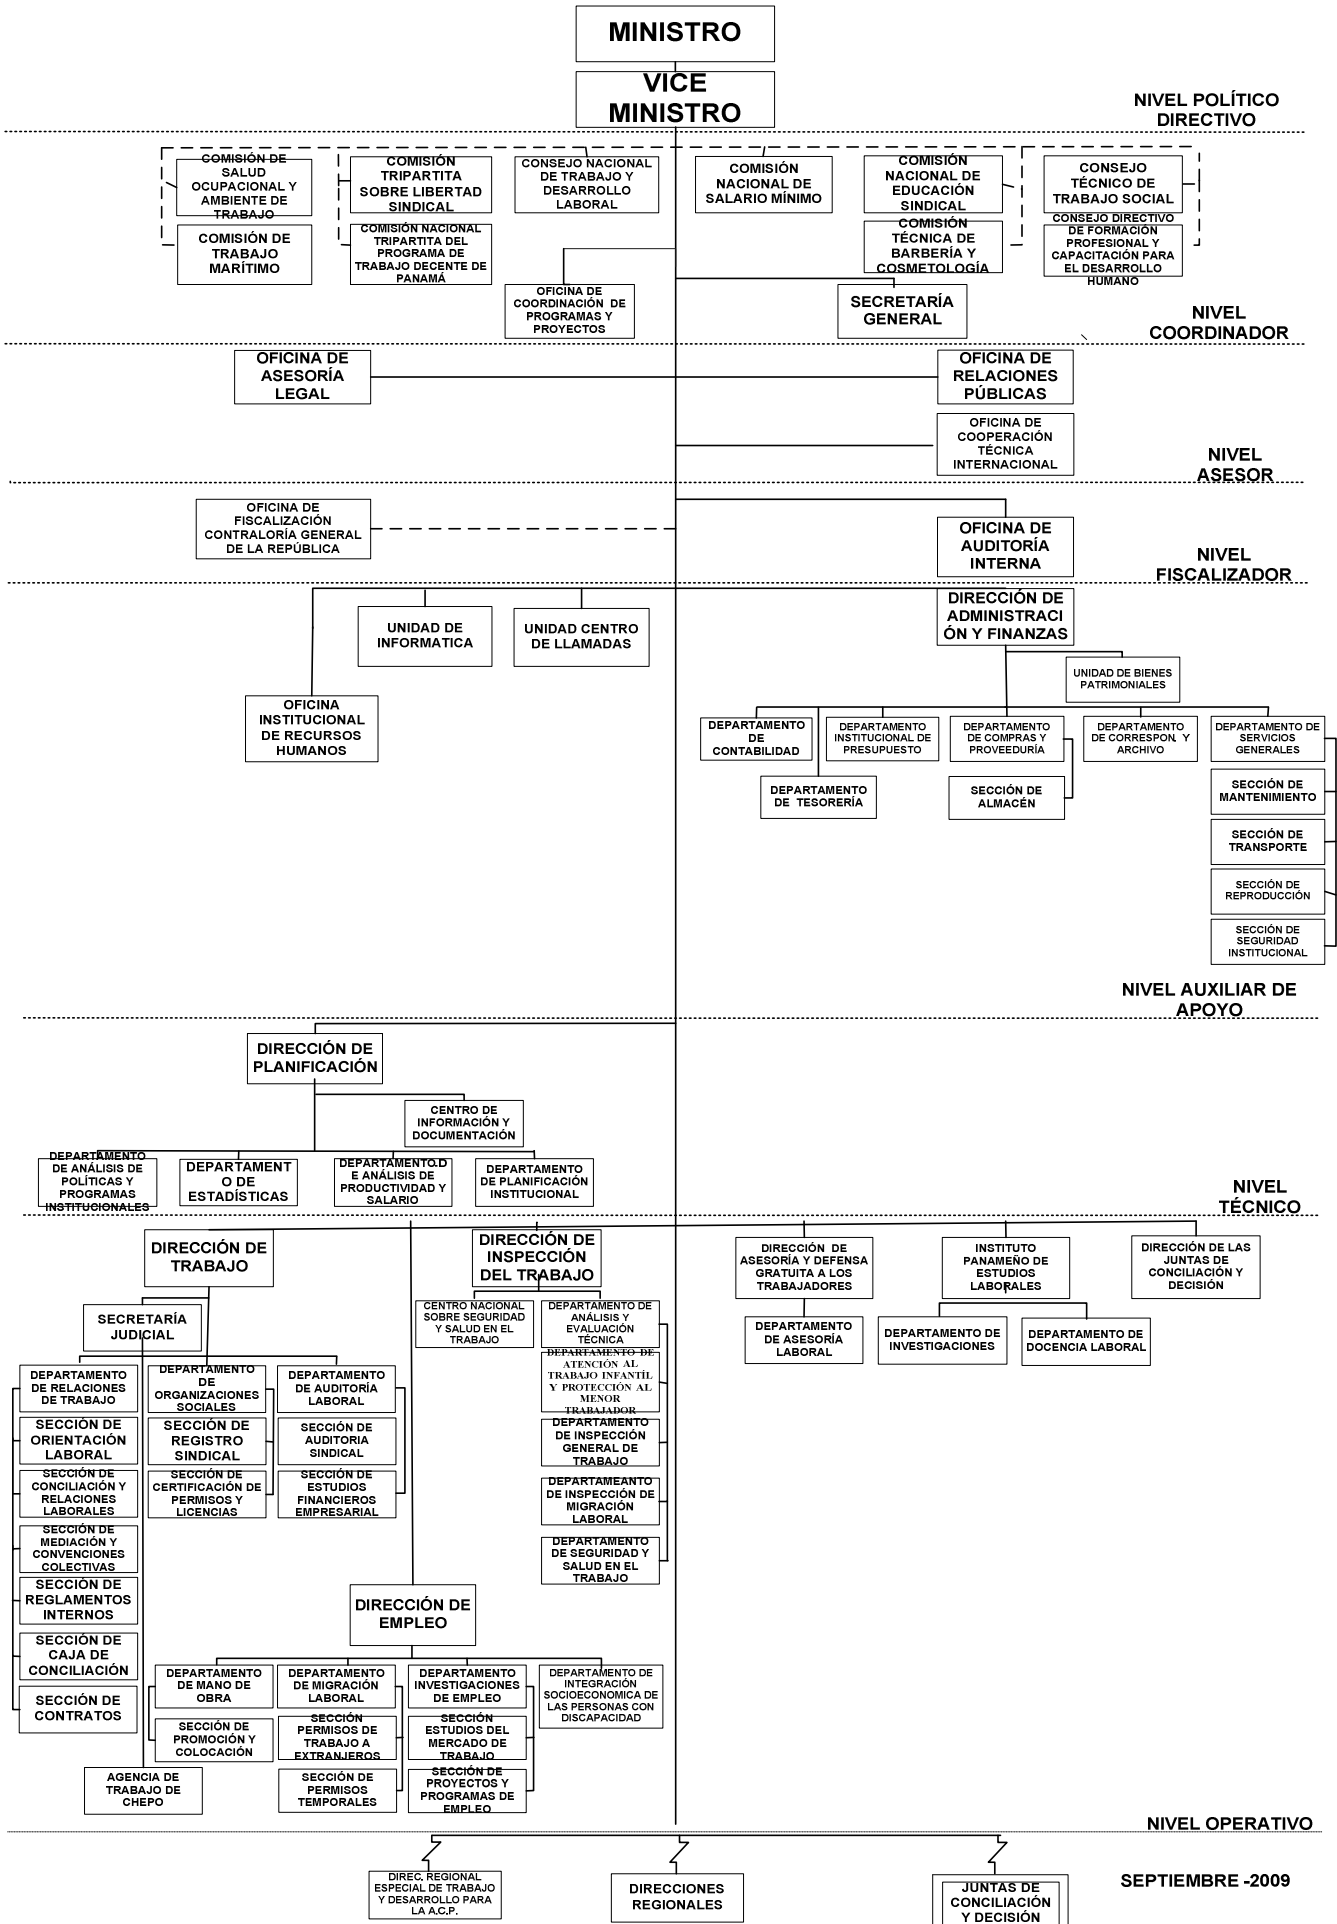 MINISTRO
VICE
MINISTRO
NIVEL POLÍTICO
DIRECTIVO
COMISIÓN DE
SALUD
OCUPACIONAL Y
AMBIENTE DE
TRABAJO
COMISIÓN
TRIPARTITA
SOBRE LIBERTAD
SINDICAL
CONSEJO NACIONAL
DE TRABAJO Y
DESARROLLO
LABORAL
COMISIÓN
NACIONAL DE
SALARIO MÍNIMO
COMISIÓN
NACIONAL DE
EDUCACIÓN
SINDICAL
CONSEJO
TÉCNICO DE
TRABAJO SOCIAL
COMISIÓN DE
TRABAJO
MARÍTIMO
COMISIÓN NACIONAL
TRIPARTITA DEL
PROGRAMA DE
TRABAJO DECENTE DE
PANAMÁ
COMISIÓN
TÉCNICA DE
BARBERÍA Y
COSMETOLOGÍA
CONSEJO DIRECTIVO
DE FORMACIÓN
PROFESIONAL Y
CAPACITACIÓN PARA
EL DESARROLLO
HUMANO
OFICINA DE
COORDINACIÓN DE
PROGRAMAS Y
PROYECTOS
SECRETARÍA
GENERAL
NIVEL
COORDINADOR
OFICINA DE
ASESORÍA
LEGAL
OFICINA DE
RELACIONES
PÚBLICAS
OFICINA DE
COOPERACIÓN
TÉCNICA
INTERNACIONAL
NIVEL
ASESOR
OFICINA DE
FISCALIZACIÓN
CONTRALORÍA GENERAL
DE LA REPÚBLICA
OFICINA DE
AUDITORÍA
INTERNA
NIVEL
FISCALIZADOR
UNIDAD DE
INFORMATICA
UNIDAD CENTRO
DE LLAMADAS
DIRECCIÓN DE
ADMINISTRACI
ÓN Y FINANZAS
UNIDAD DE BIENES
PATRIMONIALES
OFICINA
INSTITUCIONAL
DE RECURSOS
HUMANOS
DEPARTAMENTO
DE
CONTABILIDAD
DEPARTAMENTO
INSTITUCIONAL DE
PRESUPUESTO
DEPARTAMENTO
DE COMPRAS Y
PROVEEDURÍA
DEPARTAMENTO
DE CORRESPON. Y
ARCHIVO
DEPARTAMENTO DE
SERVICIOS
GENERALES
DEPARTAMENTO
DE TESORERÍA
SECCIÓN DE
ALMACÉN
SECCIÓN DE
MANTENIMIENTO
SECCIÓN DE
TRANSPORTE
SECCIÓN DE
REPRODUCCIÓN
SECCIÓN DE
SEGURIDAD
INSTITUCIONAL
NIVEL AUXILIAR DE
APOYO
DIRECCIÓN DE
PLANIFICACIÓN
CENTRO DE
INFORMACIÓN Y
DOCUMENTACIÓN
DEPARTAMENTO
DE ANÁLISIS DE
POLÍTICAS Y
PROGRAMAS
INSTITUCIONALES
DEPARTAMENT
O DE
ESTADÍSTICAS
DEPARTAMENTO.D
E ANÁLISIS DE
PRODUCTIVIDAD Y
SALARIO
DEPARTAMENTO
DE PLANIFICACIÓN
INSTITUCIONAL
NIVEL
TÉCNICO
DIRECCIÓN DE
TRABAJO
DIRECCIÓN DE
INSPECCIÓN
DEL TRABAJO
DIRECCIÓN DE
ASESORÍA Y DEFENSA
GRATUITA A LOS
TRABAJADORES
INSTITUTO
PANAMEÑO DE
ESTUDIOS
LABORALES
DIRECCIÓN DE LAS
JUNTAS DE
CONCILIACIÓN Y
DECISIÓN
SECRETARÍA
JUDICIAL
CENTRO NACIONAL
SOBRE SEGURIDAD
Y SALUD EN EL
TRABAJO
DEPARTAMENTO DE
ANÁLISIS Y
EVALUACIÓN
TÉCNICA
DEPARTAMENTO
DE ASESORÍA
LABORAL
DEPARTAMENTO DE
INVESTIGACIONES
DEPARTAMENTO DE
DOCENCIA LABORAL
DEPARTAMENTO
DE RELACIONES
DE TRABAJO
DEPARTAMENTO
DE
ORGANIZACIONES
SOCIALES
DEPARTAMENTO
DE AUDITORÍA
LABORAL
DEPARTAMENTO DE
ATENCIÓN AL
TRABAJO INFANTÍL
Y PROTECCIÓN AL
MENOR
TRABAJADOR
SECCIÓN DE
ORIENTACIÓN
LABORAL
SECCIÓN DE
REGISTRO
SINDICAL
SECCIÓN DE
AUDITORIA
SINDICAL
DEPARTAMENTO
DE INSPECCIÓN
GENERAL DE
TRABAJO
SECCIÓN DE
CONCILIACIÓN Y
RELACIONES
LABORALES
SECCIÓN DE
CERTIFICACIÓN DE
PERMISOS Y
LICENCIAS
SECCIÓN DE
ESTUDIOS
FINANCIEROS
EMPRESARIAL
DEPARTAMEANTO
DE INSPECCIÓN DE
MIGRACIÓN
LABORAL
SECCIÓN DE
MEDIACIÓN Y
CONVENCIONES
COLECTIVAS
DEPARTAMENTO
DE SEGURIDAD Y
SALUD EN EL
TRABAJO
SECCIÓN DE
REGLAMENTOS
INTERNOS
DIRECCIÓN DE
EMPLEO
SECCIÓN DE
CAJA DE
CONCILIACIÓN
SECCIÓN DE
CONTRATOS
DEPARTAMENTO
DE MANO DE
OBRA
DEPARTAMENTO
DE MIGRACIÓN
LABORAL
DEPARTAMENTO
INVESTIGACIONES
DE EMPLEO
DEPARTAMENTO DE
INTEGRACIÓN
SOCIOECONOMICA DE
LAS PERSONAS CON
DISCAPACIDAD
SECCIÓN DE
PROMOCIÓN Y
COLOCACIÓN
SECCIÓN
PERMISOS DE
TRABAJO A
EXTRANJEROS
SECCIÓN
ESTUDIOS DEL
MERCADO DE
TRABAJO
AGENCIA DE
TRABAJO DE
CHEPO
SECCIÓN DE
PERMISOS
TEMPORALES
SECCIÓN DE
PROYECTOS Y
PROGRAMAS DE
EMPLEO
NIVEL OPERATIVO
DIREC. REGIONAL
ESPECIAL DE TRABAJO
Y DESARROLLO PARA
LA A.C.P.
DIRECCIONES
REGIONALES
JUNTAS DE
CONCILIACIÓN
Y DECISIÓN
SEPTIEMBRE -2009